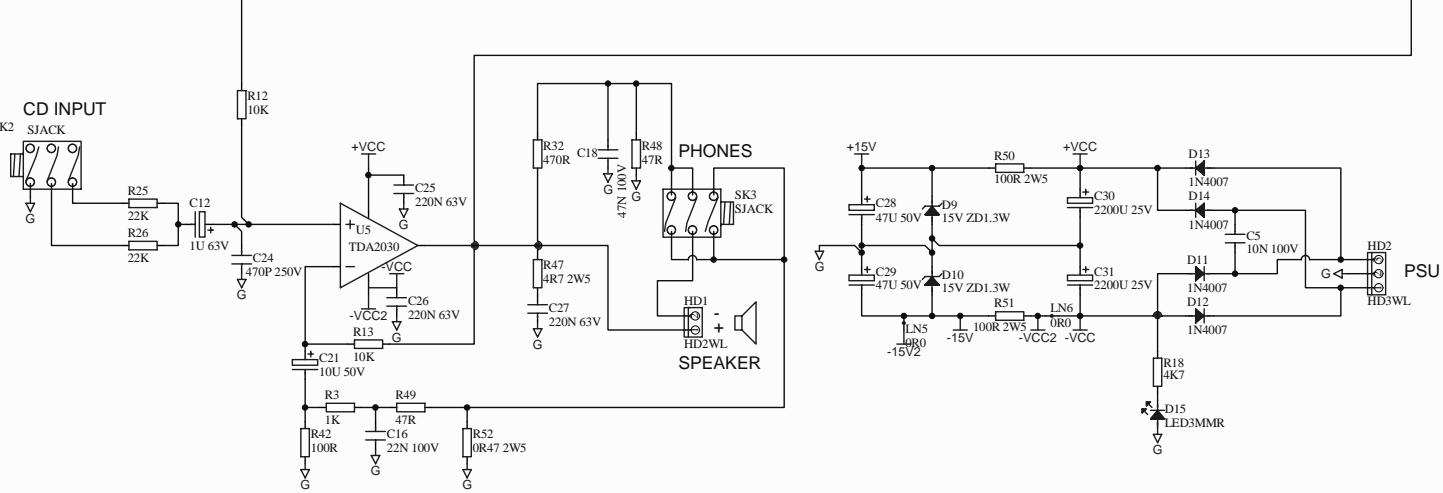 CD INPUT
K2
SJACK
G
R25
22K
R26
22K
C12
+
1U 63V
R12
10K
C24
470P 250V
G
+VCC
C25
220N 63V
G
+
U5
TDA2030
-VCC
-VCC2
C26
220N 63V
G
R13
10K
+
C21
10U 50V
R3
1K
R49
47R
R42
100R
G
C16
22N 100V
G
R52
0R47 2W5
G
R32
470R
C18
47N 100V
G
R48
47R
G
R47
4R7 2W5
C27
220N 63V
G
PHONES
SK3
SJACK
HD1
-
+
HD2WL
SPEAKER
+15V
+
C28
47U 50V
G
+
C29
47U 50V
D9
15V ZD1.3W
D10
15V ZD1.3W
R50
100R 2W5
+VCC
+
C30
2200U 25V
+
C31
2200U 25V
LN5
0R0
-15V2
-15V
R51
100R 2W5
-VCC2
LN6
0R0
-VCC
D13
1N4007
D14
1N4007
C5
10N 100V
D11
1N4007
D12
1N4007
HD2
G
HD3WL
PSU
R18
4K7
D15
LED3MMR
G